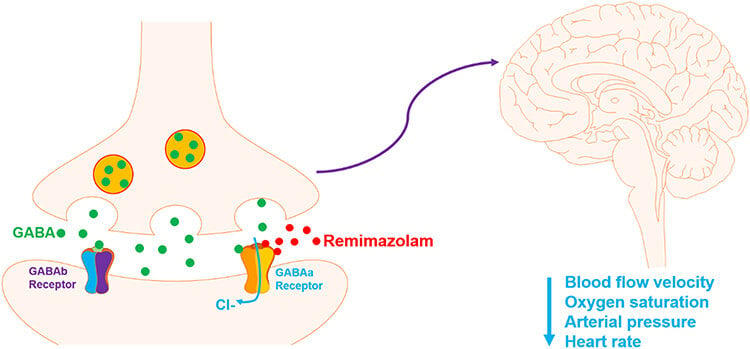 GABA
Remimazolam
GABAb
Receptor
GABAa
Receptor
Cl-
Blood flow velocity
Oxygen saturation
Arterial pressure
Heart rate